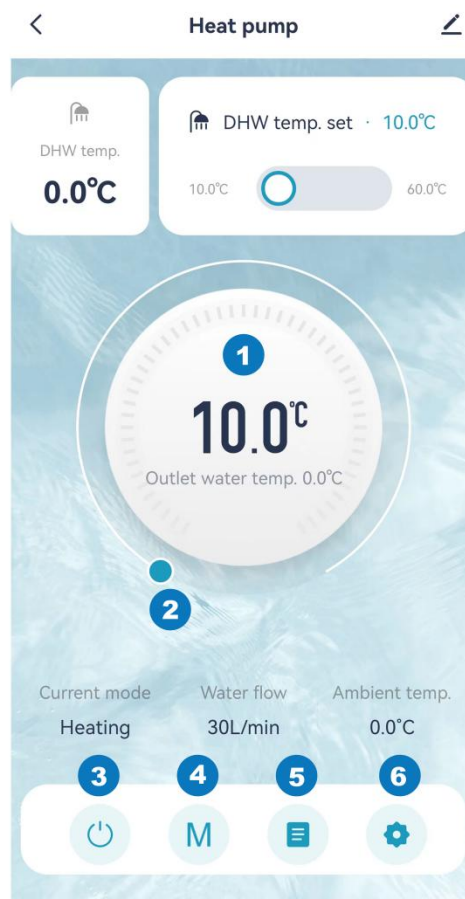 Heat pump
DHW temp.
0.0°C
DHW temp. set · 10.0°C
10.0°C 60.0°C
1
10.0°C
Outlet water temp. 0.0°C
2
Current mode Water flow Ambient temp.
Heating 30L/min 0.0°C
3 4 5 6
M